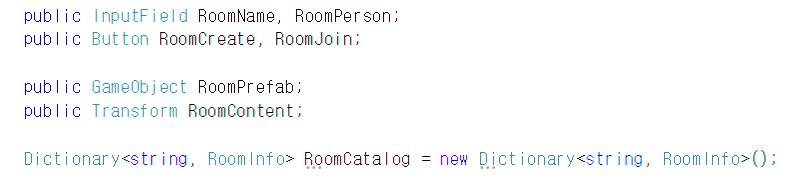 public InputField RoomName, RoomPerson;
public Button RoomCreate, RoomJoin;
public GameObject RoomPrefab;
public Transform RoomContent;
Dictionary<string, RoomInfo> RoomCatalog = new Dictionary<string, RoomInfo>();